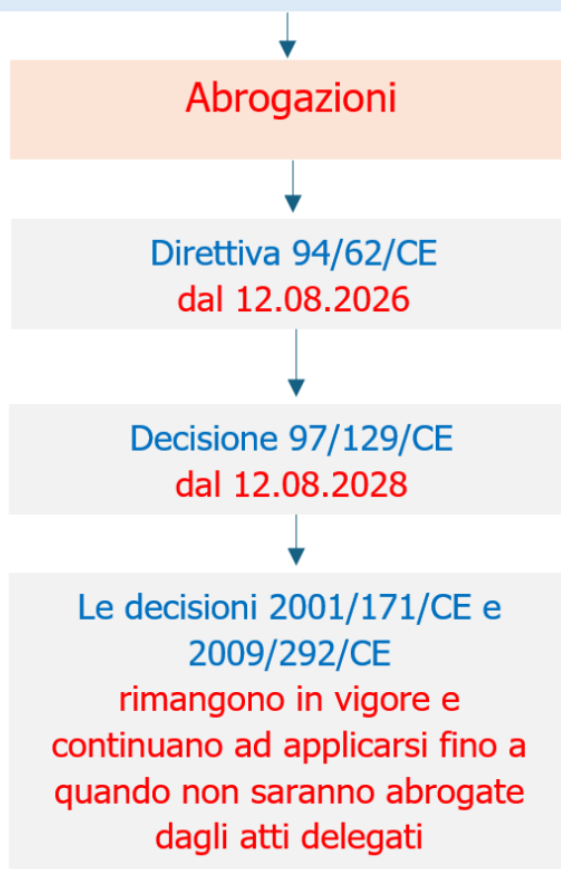 Abrogazioni
Direttiva 94/62/CE
dal 12.08.2026
Decisione 97/129/CE
dal 12.08.2028
Le decisioni 2001/171/CE e
2009/292/CE
rimangono in vigore e
continuano ad applicarsi fino a
quando non saranno abrogate
dagli atti delegati